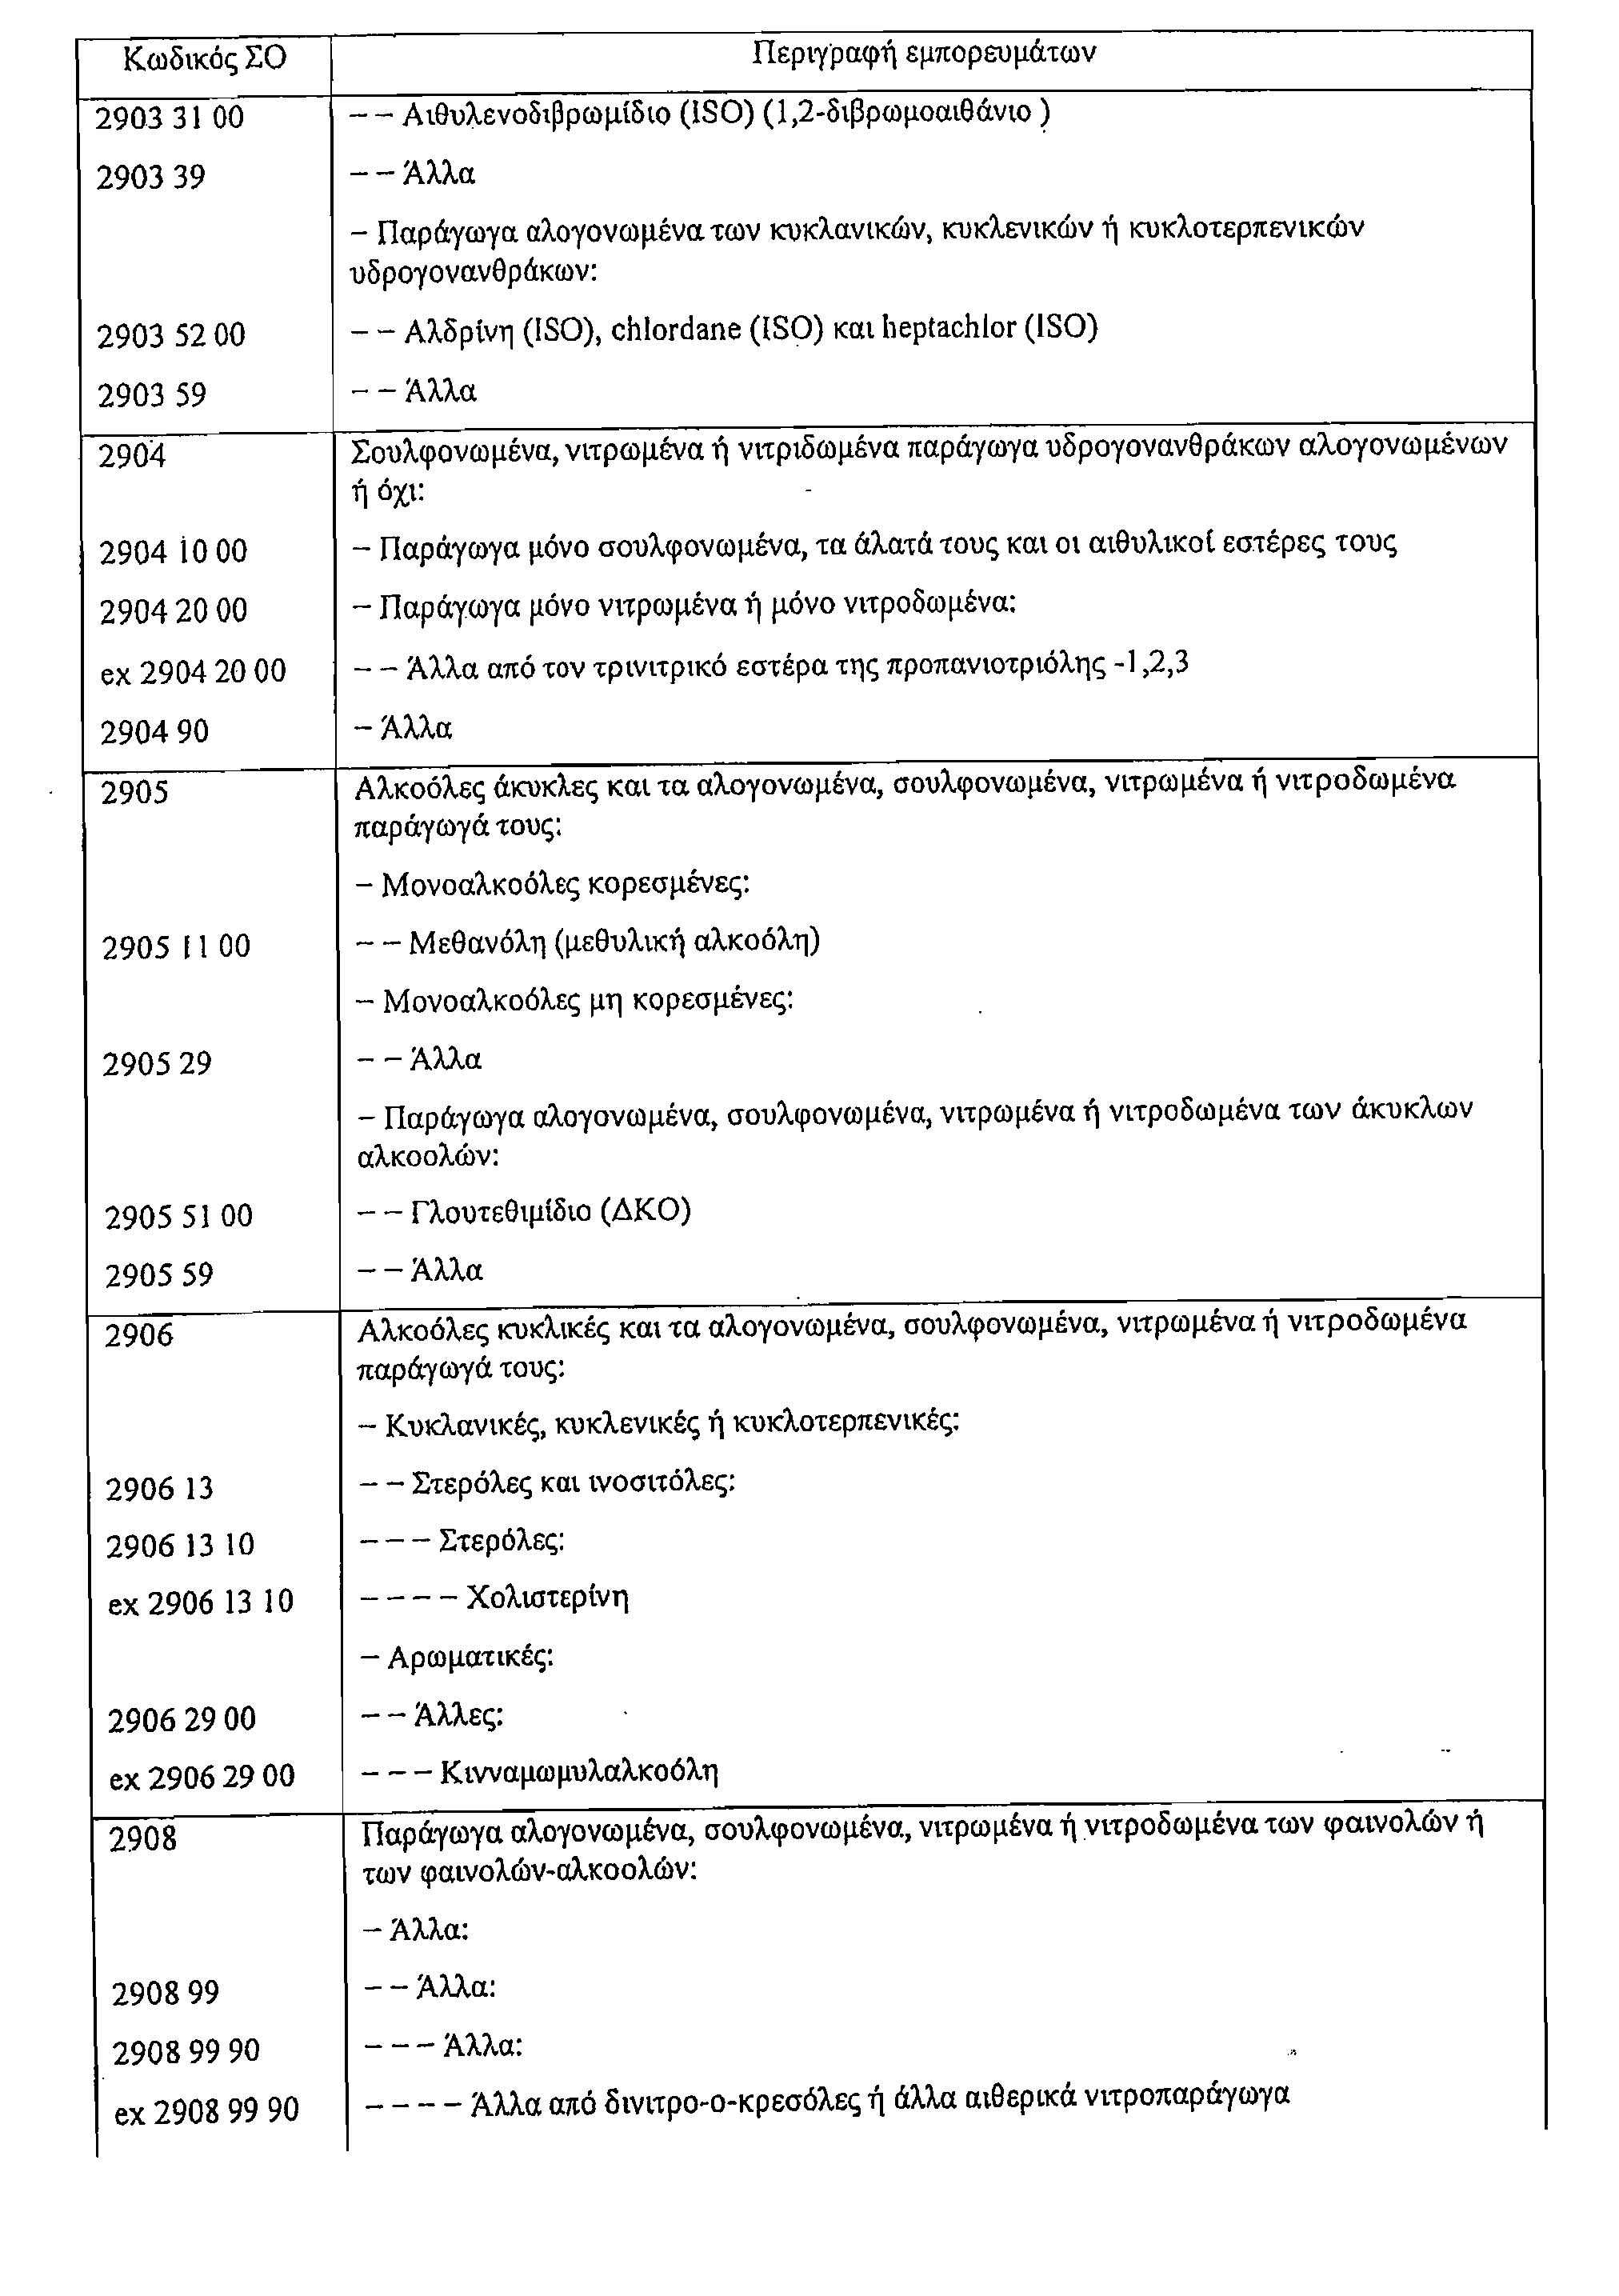 Κωδικός ΣΟ Περιγραφή εμπορευμάτων
2903 31 00 – – Αιθυλενοδιβρωμίδιο (ISO) (1,2-διβρωμοαιθάνιο )
2903 39 – – Άλλα
– Παράγωγα αλογονωμένα των κυκλανικών, κυκλενικών ή κυκλοτερπενικών
υδρογονανθράκων:
2903 52 00 – – Αλδρίνη (ISO), chlordane (ISO) και heptachlor (ISO)
2903 59 – – Άλλα
2904 Σουλφονωμένα, νιτρωμένα ή νιτριδωμένα παράγωγα υδρογονανθράκων αλογονωμένων
ή όχι:
2904 10 00 – Παράγωγα μόνο σουλφονωμένα, τα άλατά τους και οι αιθυλικοί εστέρες τους
2904 20 00 – Παράγωγα μόνο νιτρωμένα ή μόνο νιτροδωμένα:
ex 2904 20 00 – – Άλλα από τον τρινιτρικό εστέρα της προπανιοτριόλης -1,2,3
2904 90 – Άλλα
2905 Αλκοόλες άκυκλες και τα αλογονωμένα, σουλφονωμένα, νιτρωμένα ή νιτροδωμένα
παράγωγά τους:
– Μονοαλκοόλες κορεσμένες:
2905 11 00 – – Μεθανόλη (μεθυλική αλκοόλη)
– Μονοαλκοόλες μη κορεσμένες:
2905 29 – – Άλλα
– Παράγωγα αλογονωμένα, σουλφονωμένα, νιτρωμένα ή νιτροδωμένα των άκυκλων
αλκοολών:
2905 51 00 – – Γλουτεθιμίδιο (ΔΚΟ)
2905 59 – – Άλλα
2906 Αλκοόλες κυκλικές και τα αλογονωμένα, σουλφονωμένα, νιτρωμένα ή νιτροδωμένα
παράγωγά τους:
– Κυκλανικές, κυκλενικές ή κυκλοτερπενικές:
2906 13 – – Στερόλες και ινοσιτόλες:
2906 13 10 – – – Στερόλες:
ex 2906 13 10 – – – – Χολιστερίνη
– Αρωματικές:
2906 29 00 – – Άλλες:
ex 2906 29 00 – – – Κινναμωμυλαλκοόλη
2908 Παράγωγα αλογονωμένα, σουλφονωμένα, νιτρωμένα ή νιτροδωμένα των φαινολών ή
των φαινολών-αλκοολών:
– Άλλα:
2908 99 – – Άλλα:
2908 99 90 – – – Άλλα:
ex 2908 99 90 – – – – Άλλα από δινιτρο-ο-κρεσόλες ή άλλα αιθερικά νιτροπαράγωγα